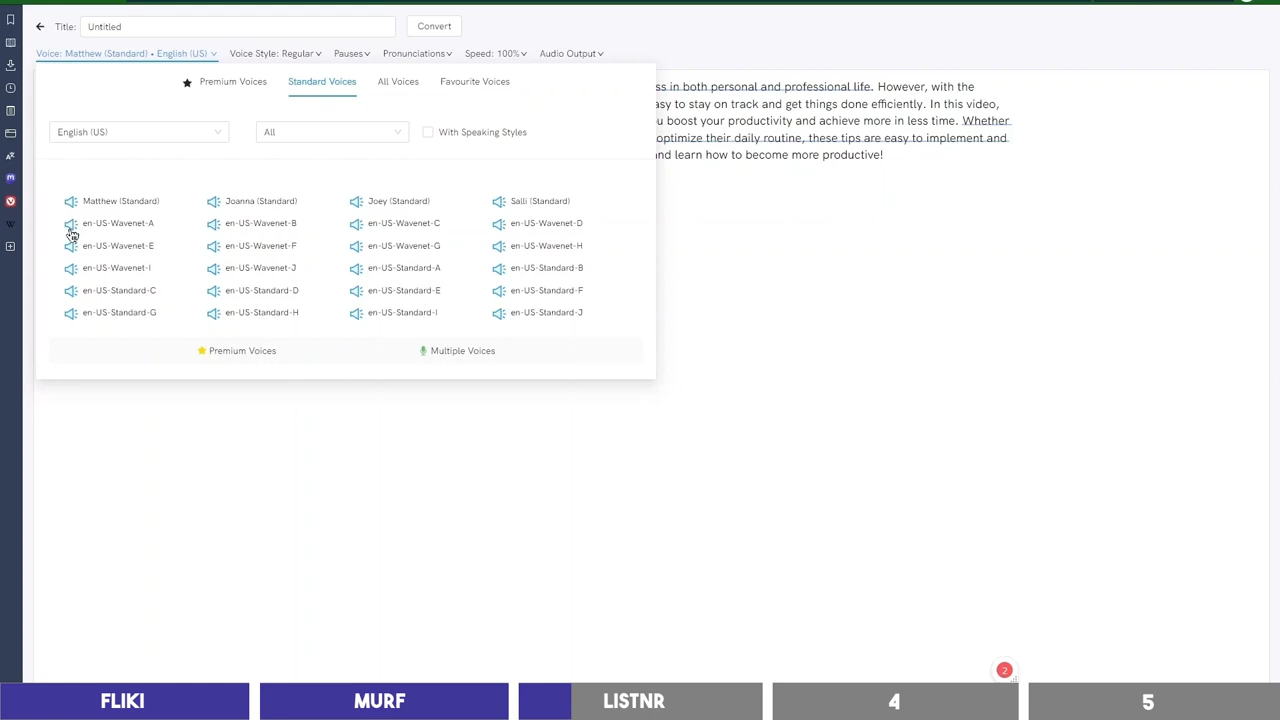 Title: Untitled Convert
Voice: Matthew (Standard) • English (US) Voice Style: Regular Pauses Pronunciations Speed: 100% Audio Output
Premium Voices Standard Voices All Voices Favourite Voices
English (US) All With Speaking Styles
Matthew (Standard) Joanna (Standard) Joey (Standard) Salli (Standard)
en-US-Wavenet-A en-US-Wavenet-B en-US-Wavenet-C en-US-Wavenet-D
en-US-Wavenet-E en-US-Wavenet-F en-US-Wavenet-G en-US-Wavenet-H
en-US-Wavenet-I en-US-Wavenet-J en-US-Standard-A en-US-Standard-B
en-US-Standard-C en-US-Standard-D en-US-Standard-E en-US-Standard-F
en-US-Standard-G en-US-Standard-H en-US-Standard-I en-US-Standard-J
Premium Voices Multiple Voices
ss in both personal and professional life. However, with the
asy to stay on track and get things done efficiently. In this video,
u boost your productivity and achieve more in less time. Whether
optimize their daily routine, these tips are easy to implement and
nd learn how to become more productive!
2
FLIKI MURF LISTNR 4 5